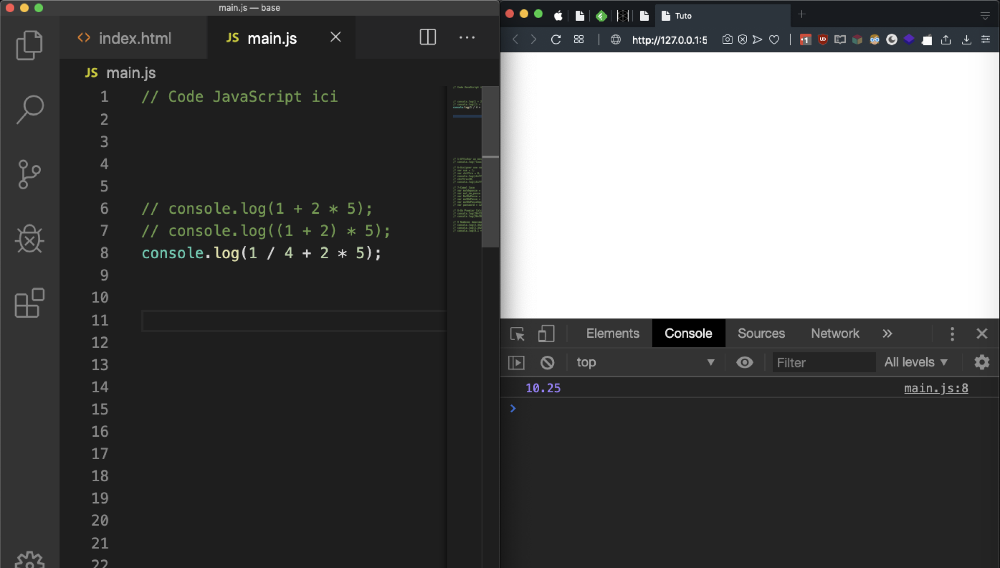 main.js — base
index.html
JS main.js
JS main.js
1 // Code JavaScript ici
2
3
4
5
6 // console.log(1 + 2 * 5);
7 // console.log((1 + 2) * 5);
8 console.log(1 / 4 + 2 * 5);
9
10
11
12
13
14
15
16
17
18
19
20
21
22
Tuto
http://127.0.0.1:5
Elements Console Sources Network
top Filter All levels
10.25 main.js:8